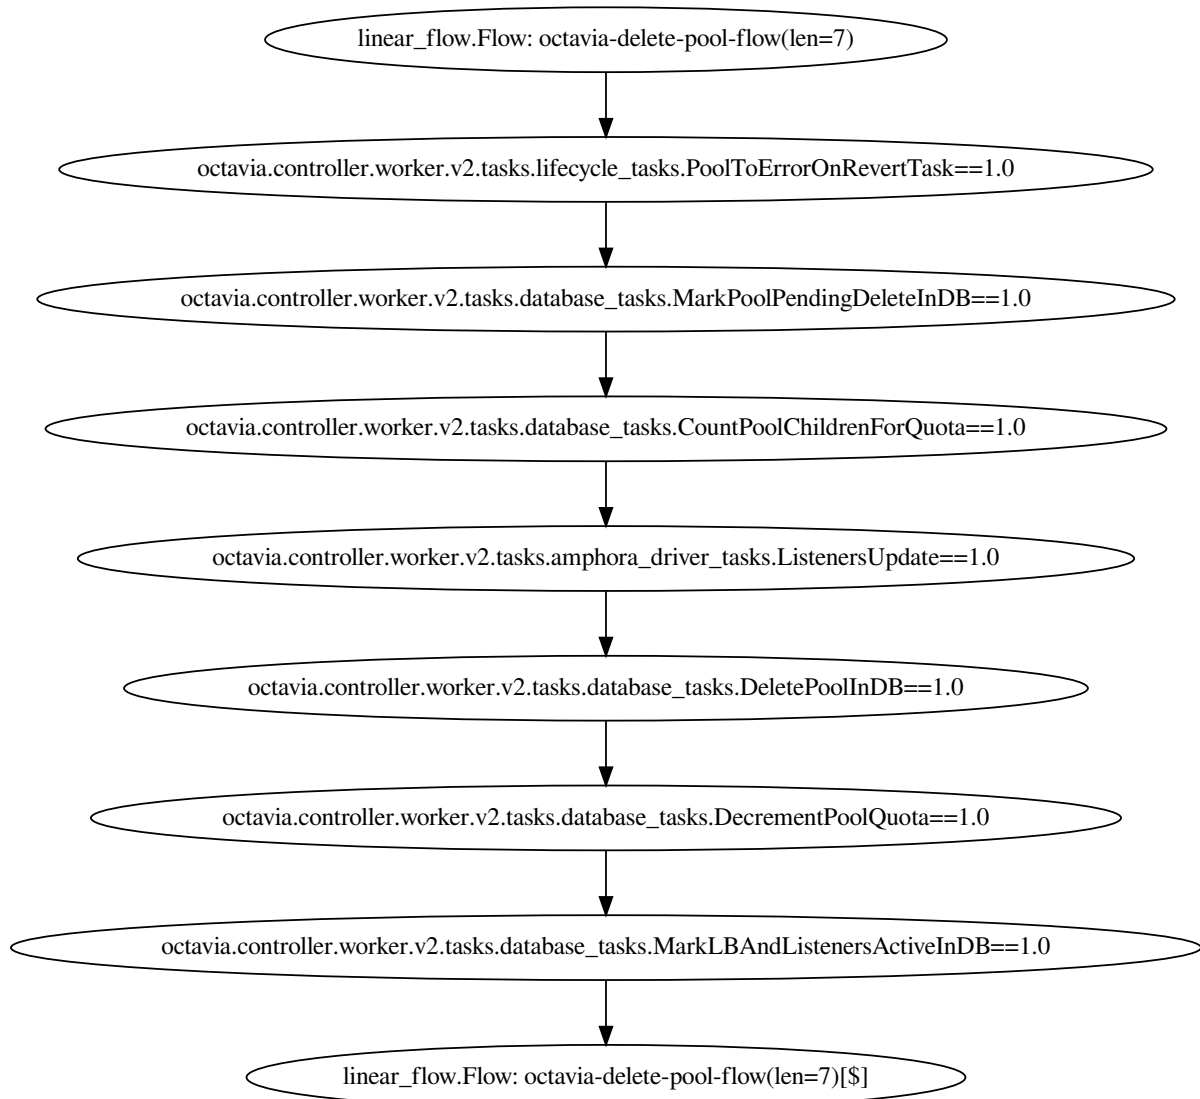 linear_flow.Flow: octavia-delete-pool-flow(len=7)
octavia.controller.worker.v2.tasks.lifecycle_tasks.PoolToErrorOnRevertTask==1.0
octavia.controller.worker.v2.tasks.database_tasks.MarkPoolPendingDeleteInDB==1.0
octavia.controller.worker.v2.tasks.database_tasks.CountPoolChildrenForQuota==1.0
octavia.controller.worker.v2.tasks.amphora_driver_tasks.ListenersUpdate==1.0
octavia.controller.worker.v2.tasks.database_tasks.DeletePoolInDB==1.0
octavia.controller.worker.v2.tasks.database_tasks.DecrementPoolQuota==1.0
octavia.controller.worker.v2.tasks.database_tasks.MarkLBAndListenersActiveInDB==1.0
linear_flow.Flow: octavia-delete-pool-flow(len=7)[$]